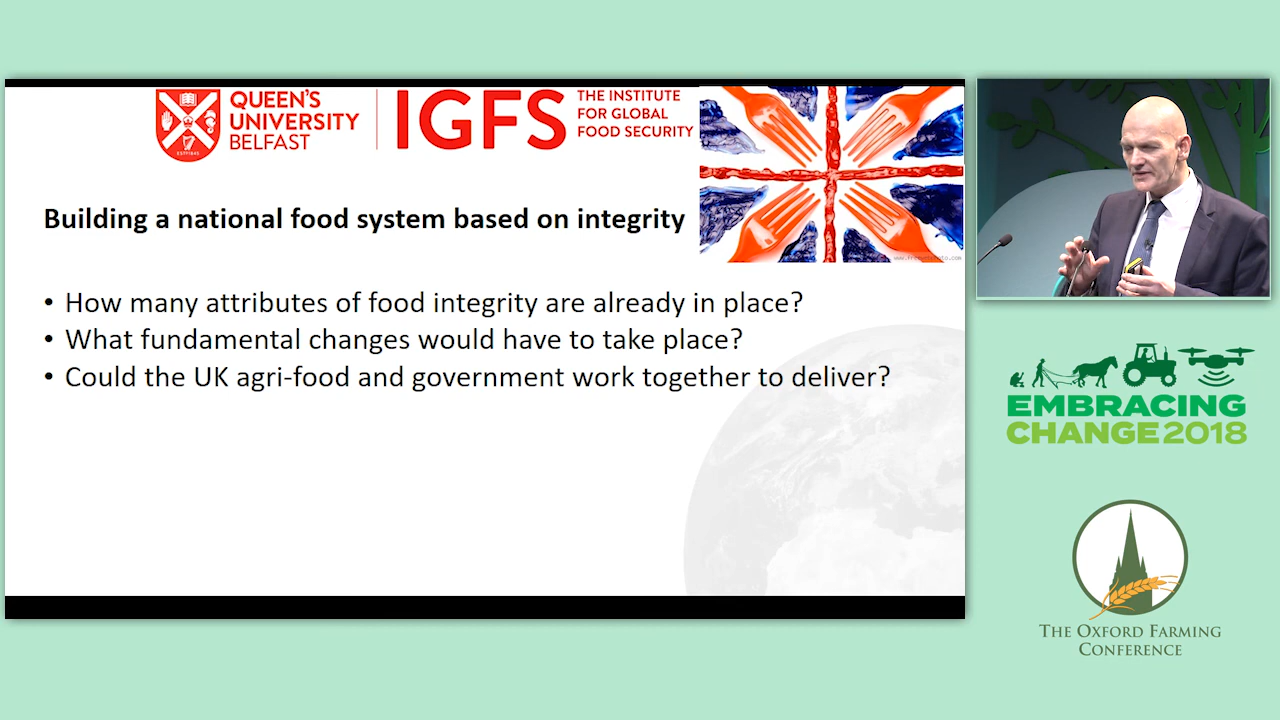 QUEEN'S
UNIVERSITY
BELFAST
ESTD1845
IGFS
THE INSTITUTE
FOR GLOBAL
FOOD SECURITY
Building a national food system based on integrity
• How many attributes of food integrity are already in place?
• What fundamental changes would have to take place?
• Could the UK agri-food and government work together to deliver?
EMBRACING
CHANGE2018
THE OXFORD FARMING
CONFERENCE